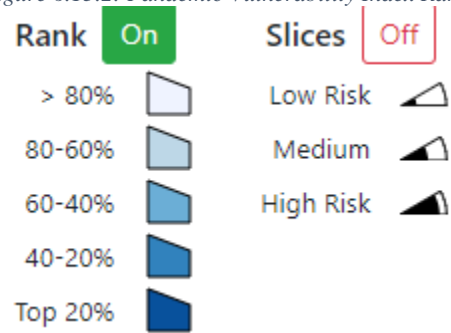 Rank On Slices Off
> 80% Low Risk
80-60% Medium
60-40% High Risk
40-20%
Top 20%